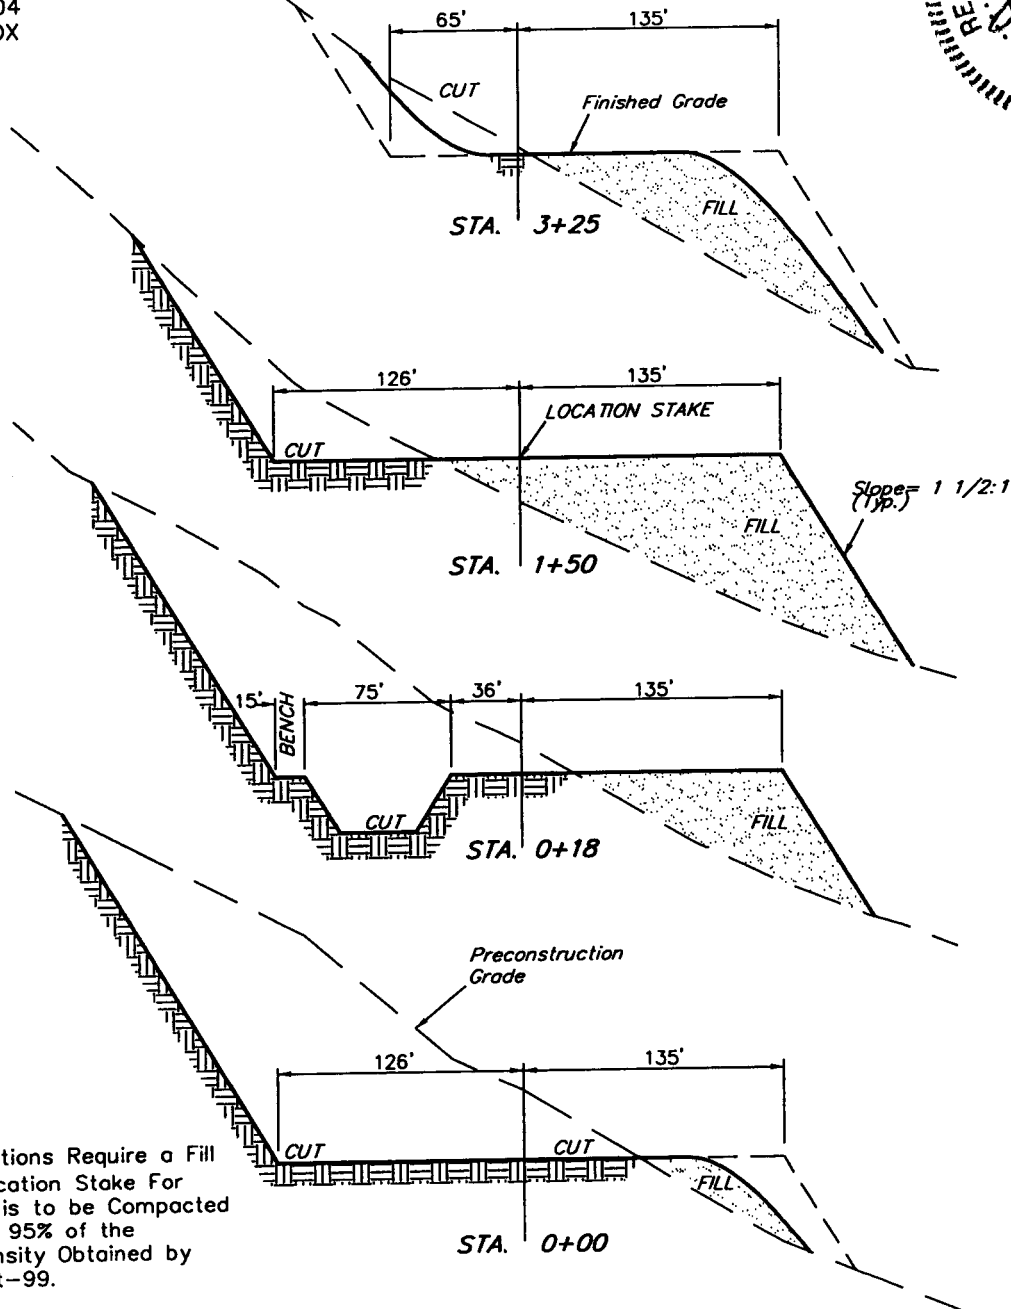 04
OX
RE
65'
135'
CUT
Finished Grade
FILL
STA. 3+25
126'
135'
LOCATION STAKE
CUT
Slope= 1 1/2:1
(Typ.)
FILL
STA. 1+50
15'
BENCH
75'
36'
135'
CUT
FILL
STA. 0+18
Preconstruction
Grade
126'
135'
CUT
CUT
FILL
STA. 0+00
tions Require a Fill
cation Stake For
is to be Compacted
95% of the
nsity Obtained by
t-99.